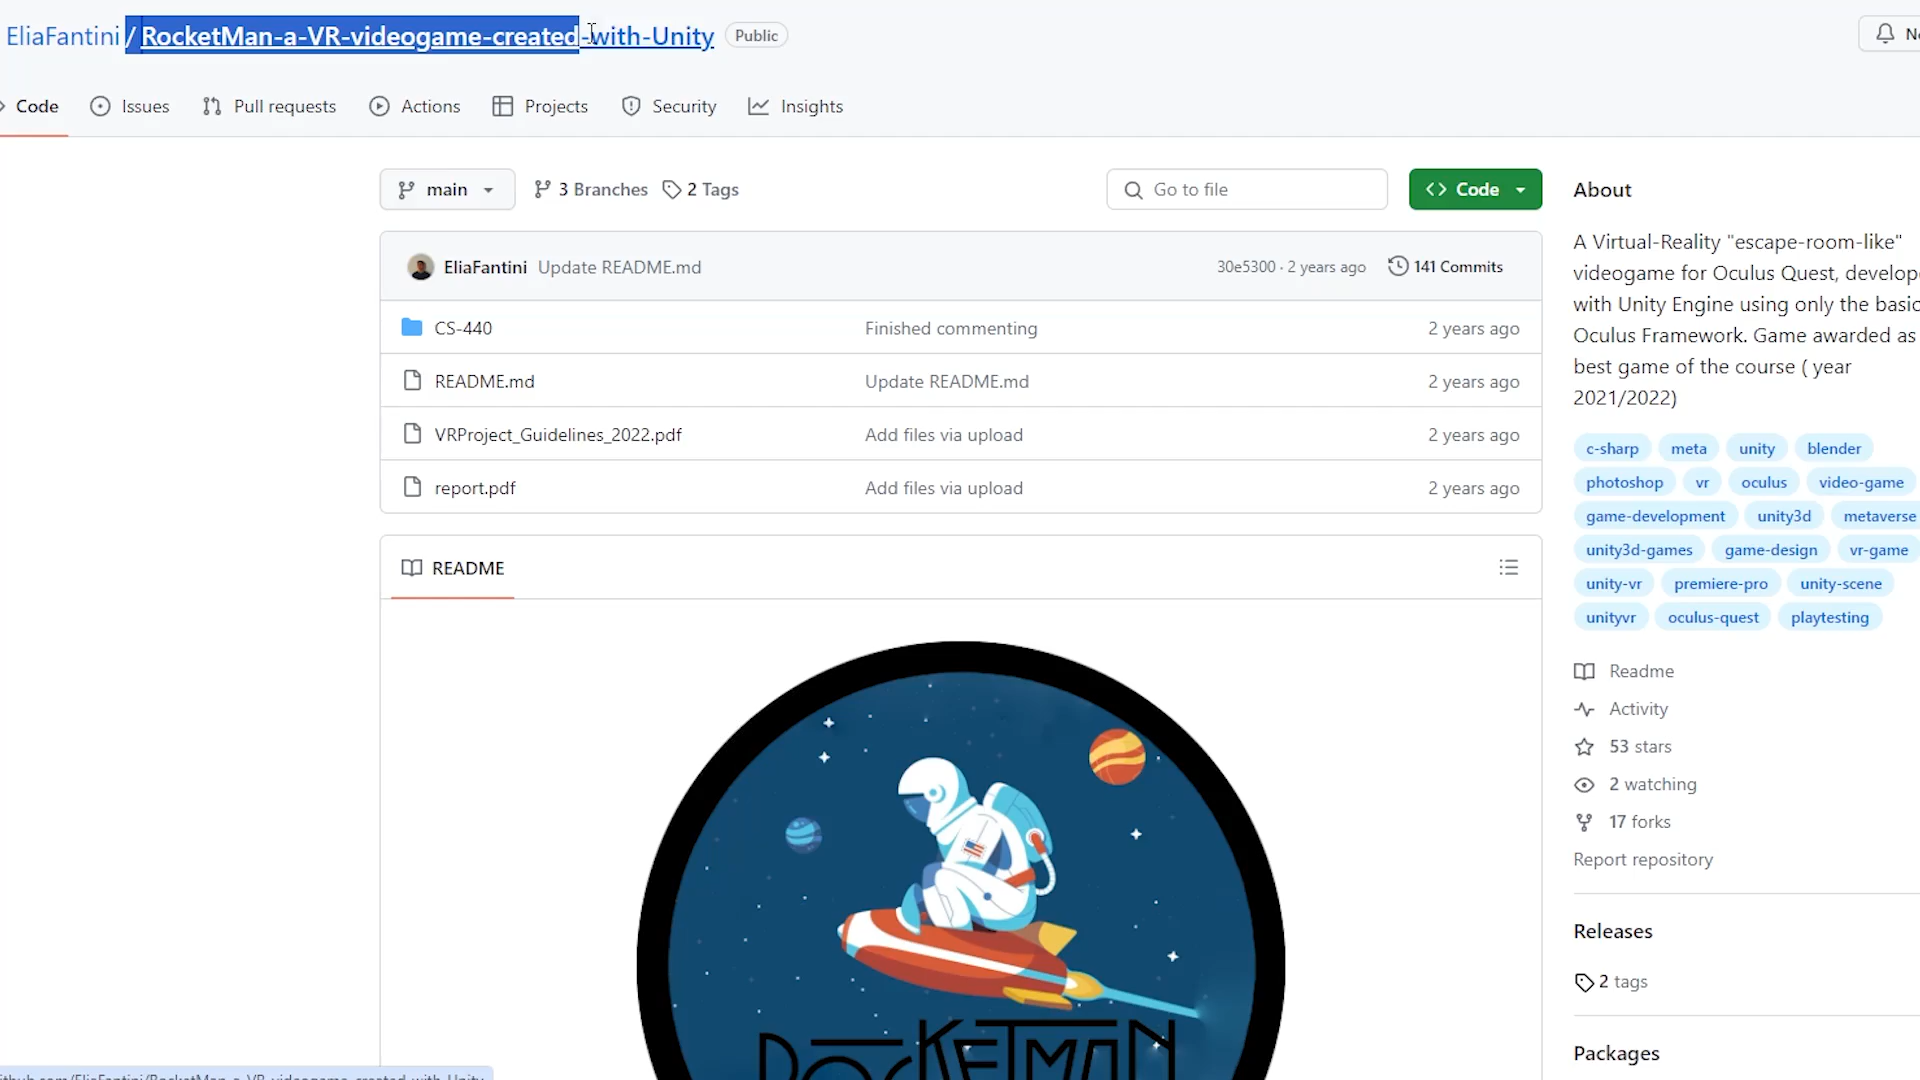 EliaFantini / RocketMan-a-VR-videogame-created-with-Unity Public
Code Issues Pull requests Actions Projects Security Insights
main 3 Branches 2 Tags Go to file Code
EliaFantini Update README.md 30e5300 · 2 years ago 141 Commits
CS-440 Finished commenting 2 years ago
README.md Update README.md 2 years ago
VRProject_Guidelines_2022.pdf Add files via upload 2 years ago
report.pdf Add files via upload 2 years ago
README
ROCKETMAN
About
A Virtual-Reality "escape-room-like"
videogame for Oculus Quest, develope
with Unity Engine using only the basic
Oculus Framework. Game awarded as
best game of the course ( year
2021/2022)
c-sharp meta unity blender
photoshop vr oculus video-game
game-development unity3d metaverse
unity3d-games game-design vr-game
unity-vr premiere-pro unity-scene
unityvr oculus-quest playtesting
Readme
Activity
53 stars
2 watching
17 forks
Report repository
Releases
2 tags
Packages